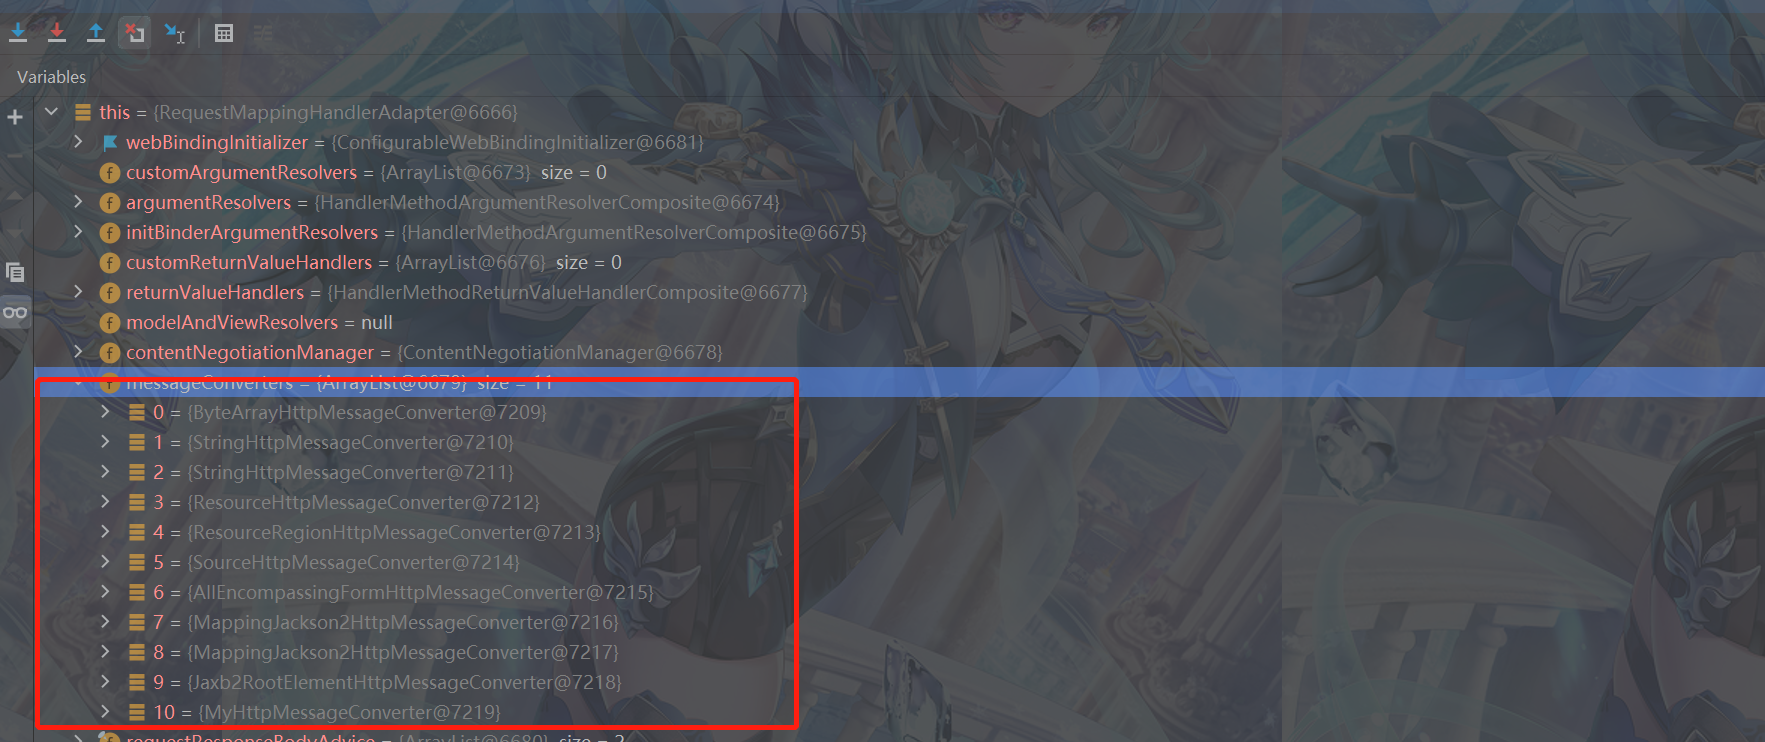 Variables
this = {RequestMappingHandlerAdapter@6666}
webBindingInitializer = {ConfigurableWebBindingInitializer@6681}
f customArgumentResolvers = {ArrayList@6673} size = 0
f argumentResolvers = {HandlerMethodArgumentResolverComposite@6674}
f initBinderArgumentResolvers = {HandlerMethodArgumentResolverComposite@6675}
f customReturnValueHandlers = {ArrayList@6676} size = 0
f returnValueHandlers = {HandlerMethodReturnValueHandlerComposite@6677}
f modelAndViewResolvers = null
f contentNegotiationManager = {ContentNegotiationManager@6678}
f messageConverters = {ArrayList@6679} size = 11
0 = {ByteArrayHttpMessageConverter@7209}
1 = {StringHttpMessageConverter@7210}
2 = {StringHttpMessageConverter@7211}
3 = {ResourceHttpMessageConverter@7212}
4 = {ResourceRegionHttpMessageConverter@7213}
5 = {SourceHttpMessageConverter@7214}
6 = {AllEncompassingFormHttpMessageConverter@7215}
7 = {MappingJackson2HttpMessageConverter@7216}
8 = {MappingJackson2HttpMessageConverter@7217}
9 = {Jaxb2RootElementHttpMessageConverter@7218}
10 = {MyHttpMessageConverter@7219}
f requestResponseBodyAdvice = {ArrayList@6680} size = 2